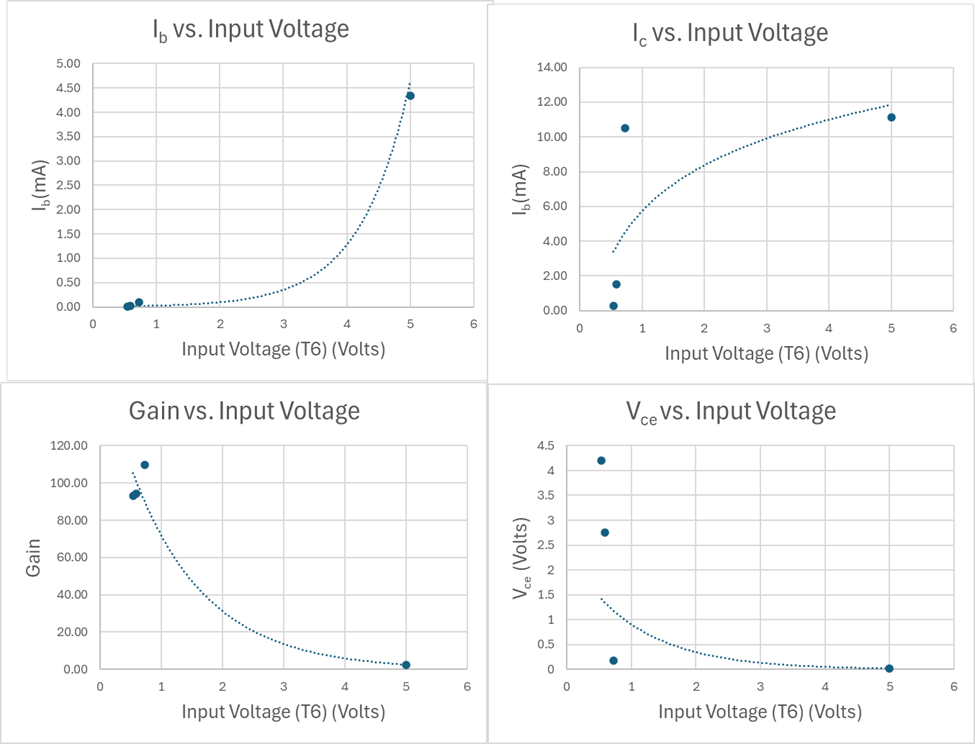 I_b vs. Input Voltage
5.00
4.50
4.00
3.50
3.00
2.50
2.00
1.50
1.00
0.50
0.00
I_b(mA)
0 1 2 3 4 5 6
Input Voltage (T6) (Volts)
I_c vs. Input Voltage
14.00
12.00
10.00
8.00
6.00
4.00
2.00
0.00
I_b(mA)
0 1 2 3 4 5 6
Input Voltage (T6) (Volts)
Gain vs. Input Voltage
120.00
100.00
80.00
60.00
40.00
20.00
0.00
Gain
0 1 2 3 4 5 6
Input Voltage (T6) (Volts)
V_ce vs. Input Voltage
4.5
4
3.5
3
2.5
2
1.5
1
0.5
0
V_ce (Volts)
0 1 2 3 4 5 6
Input Voltage (T6) (Volts)